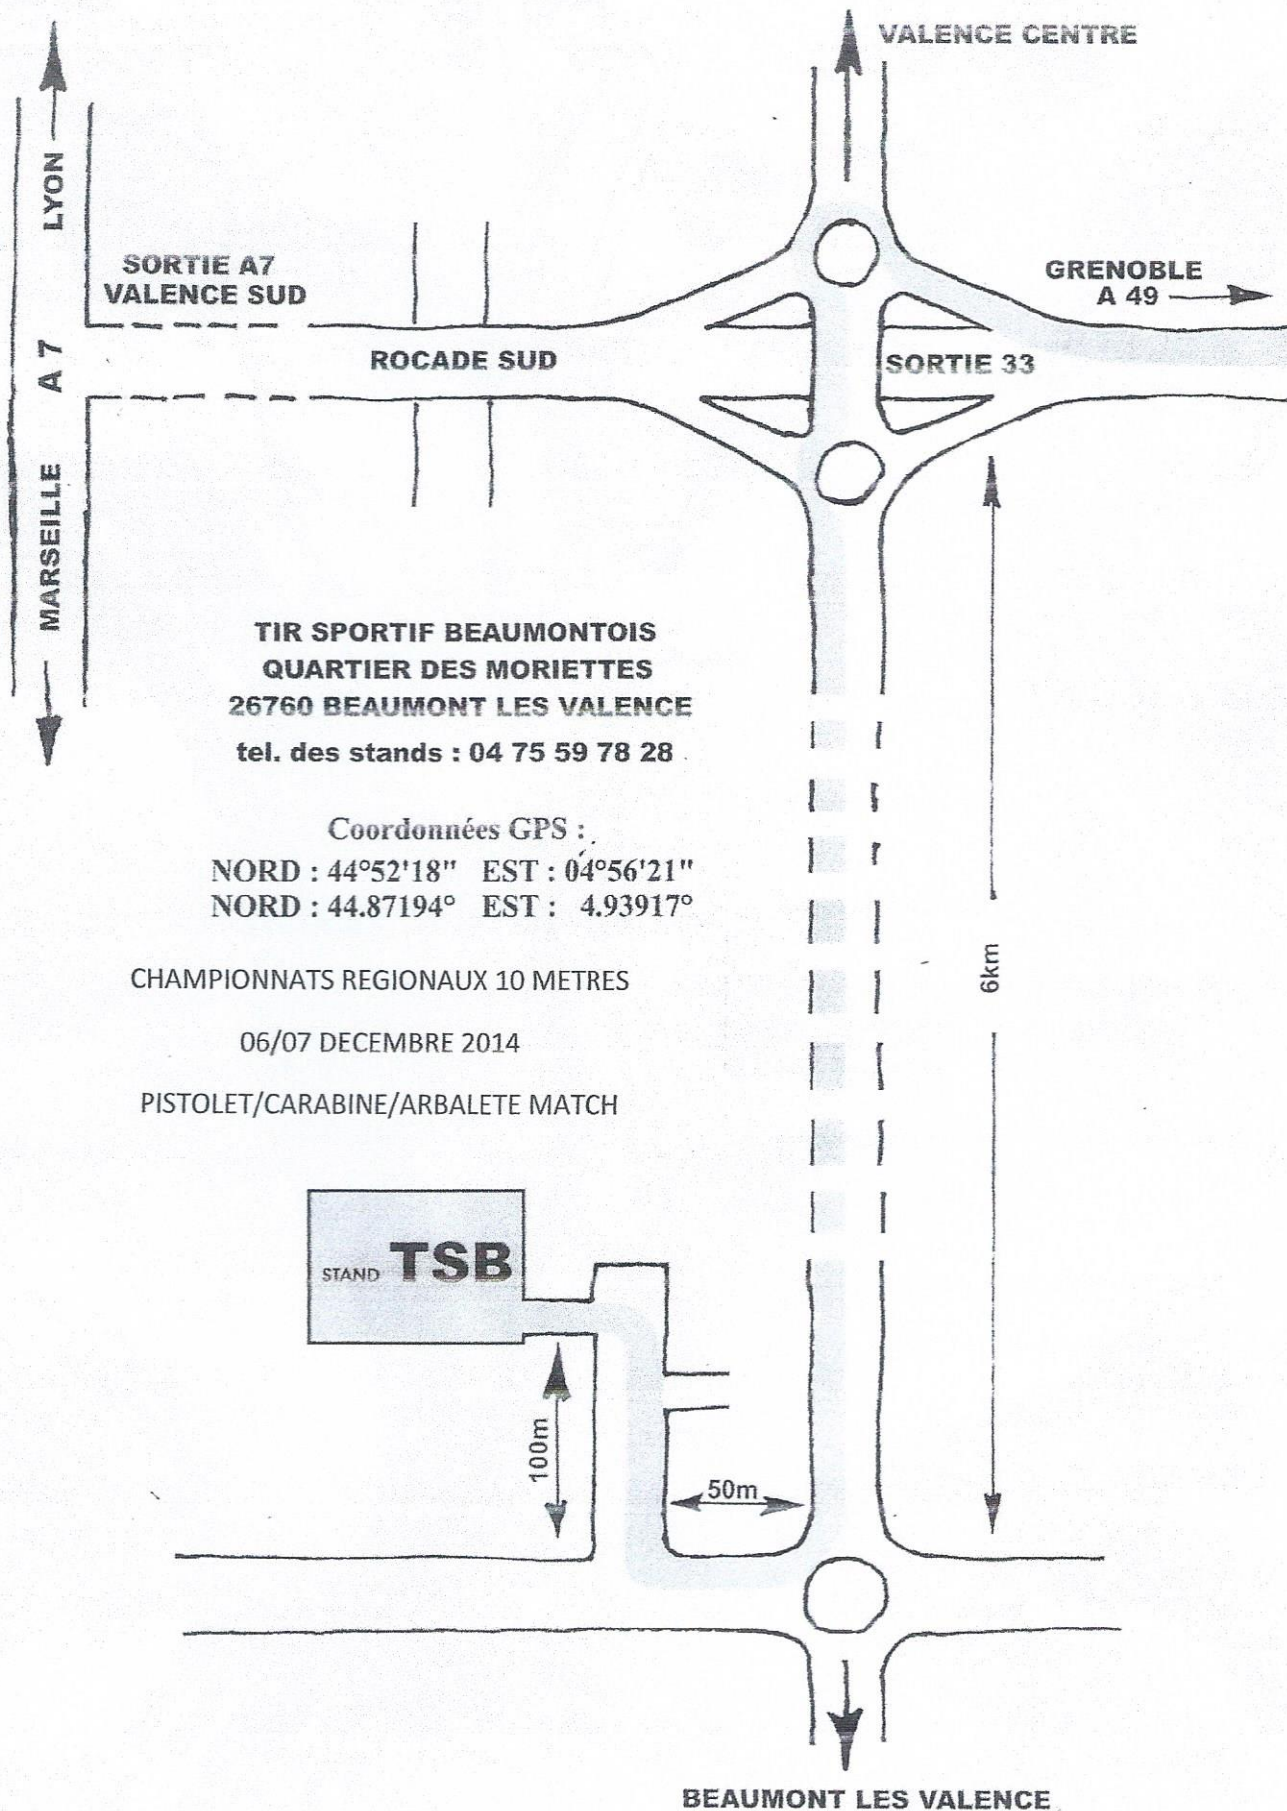 VALENCE CENTRE
LYON
A 7
MARSEILLE
SORTIE A7
VALENCE SUD
GRENOBLE
A 49
ROCADE SUD
SORTIE 33
TIR SPORTIF BEAUMONTOIS
QUARTIER DES MORIETTES
26760 BEAUMONT LES VALENCE
tel. des stands : 04 75 59 78 28
Coordonnées GPS :
NORD : 44°52'18" EST : 04°56'21"
NORD : 44.87194° EST : 4.93917°
6km
CHAMPIONNATS REGIONAUX 10 METRES
06/07 DECEMBRE 2014
PISTOLET/CARABINE/ARBALETE MATCH
STAND TSB
100m
50m
BEAUMONT LES VALENCE